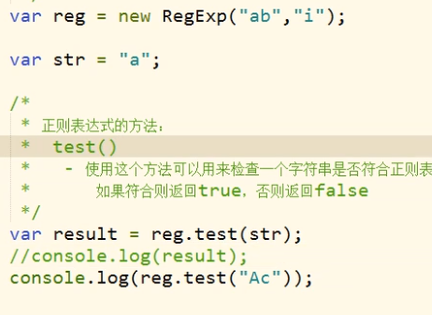 var reg = new RegExp("ab","i");
var str = "a";
/*
* 正则表达式的方法:
* test()
* - 使用这个方法可以用来检查一个字符串是否符合正则表
* 如果符合则返回true，否则返回false
*/
var result = reg.test(str);
//console.log(result);
console.log(reg.test("Ac"));